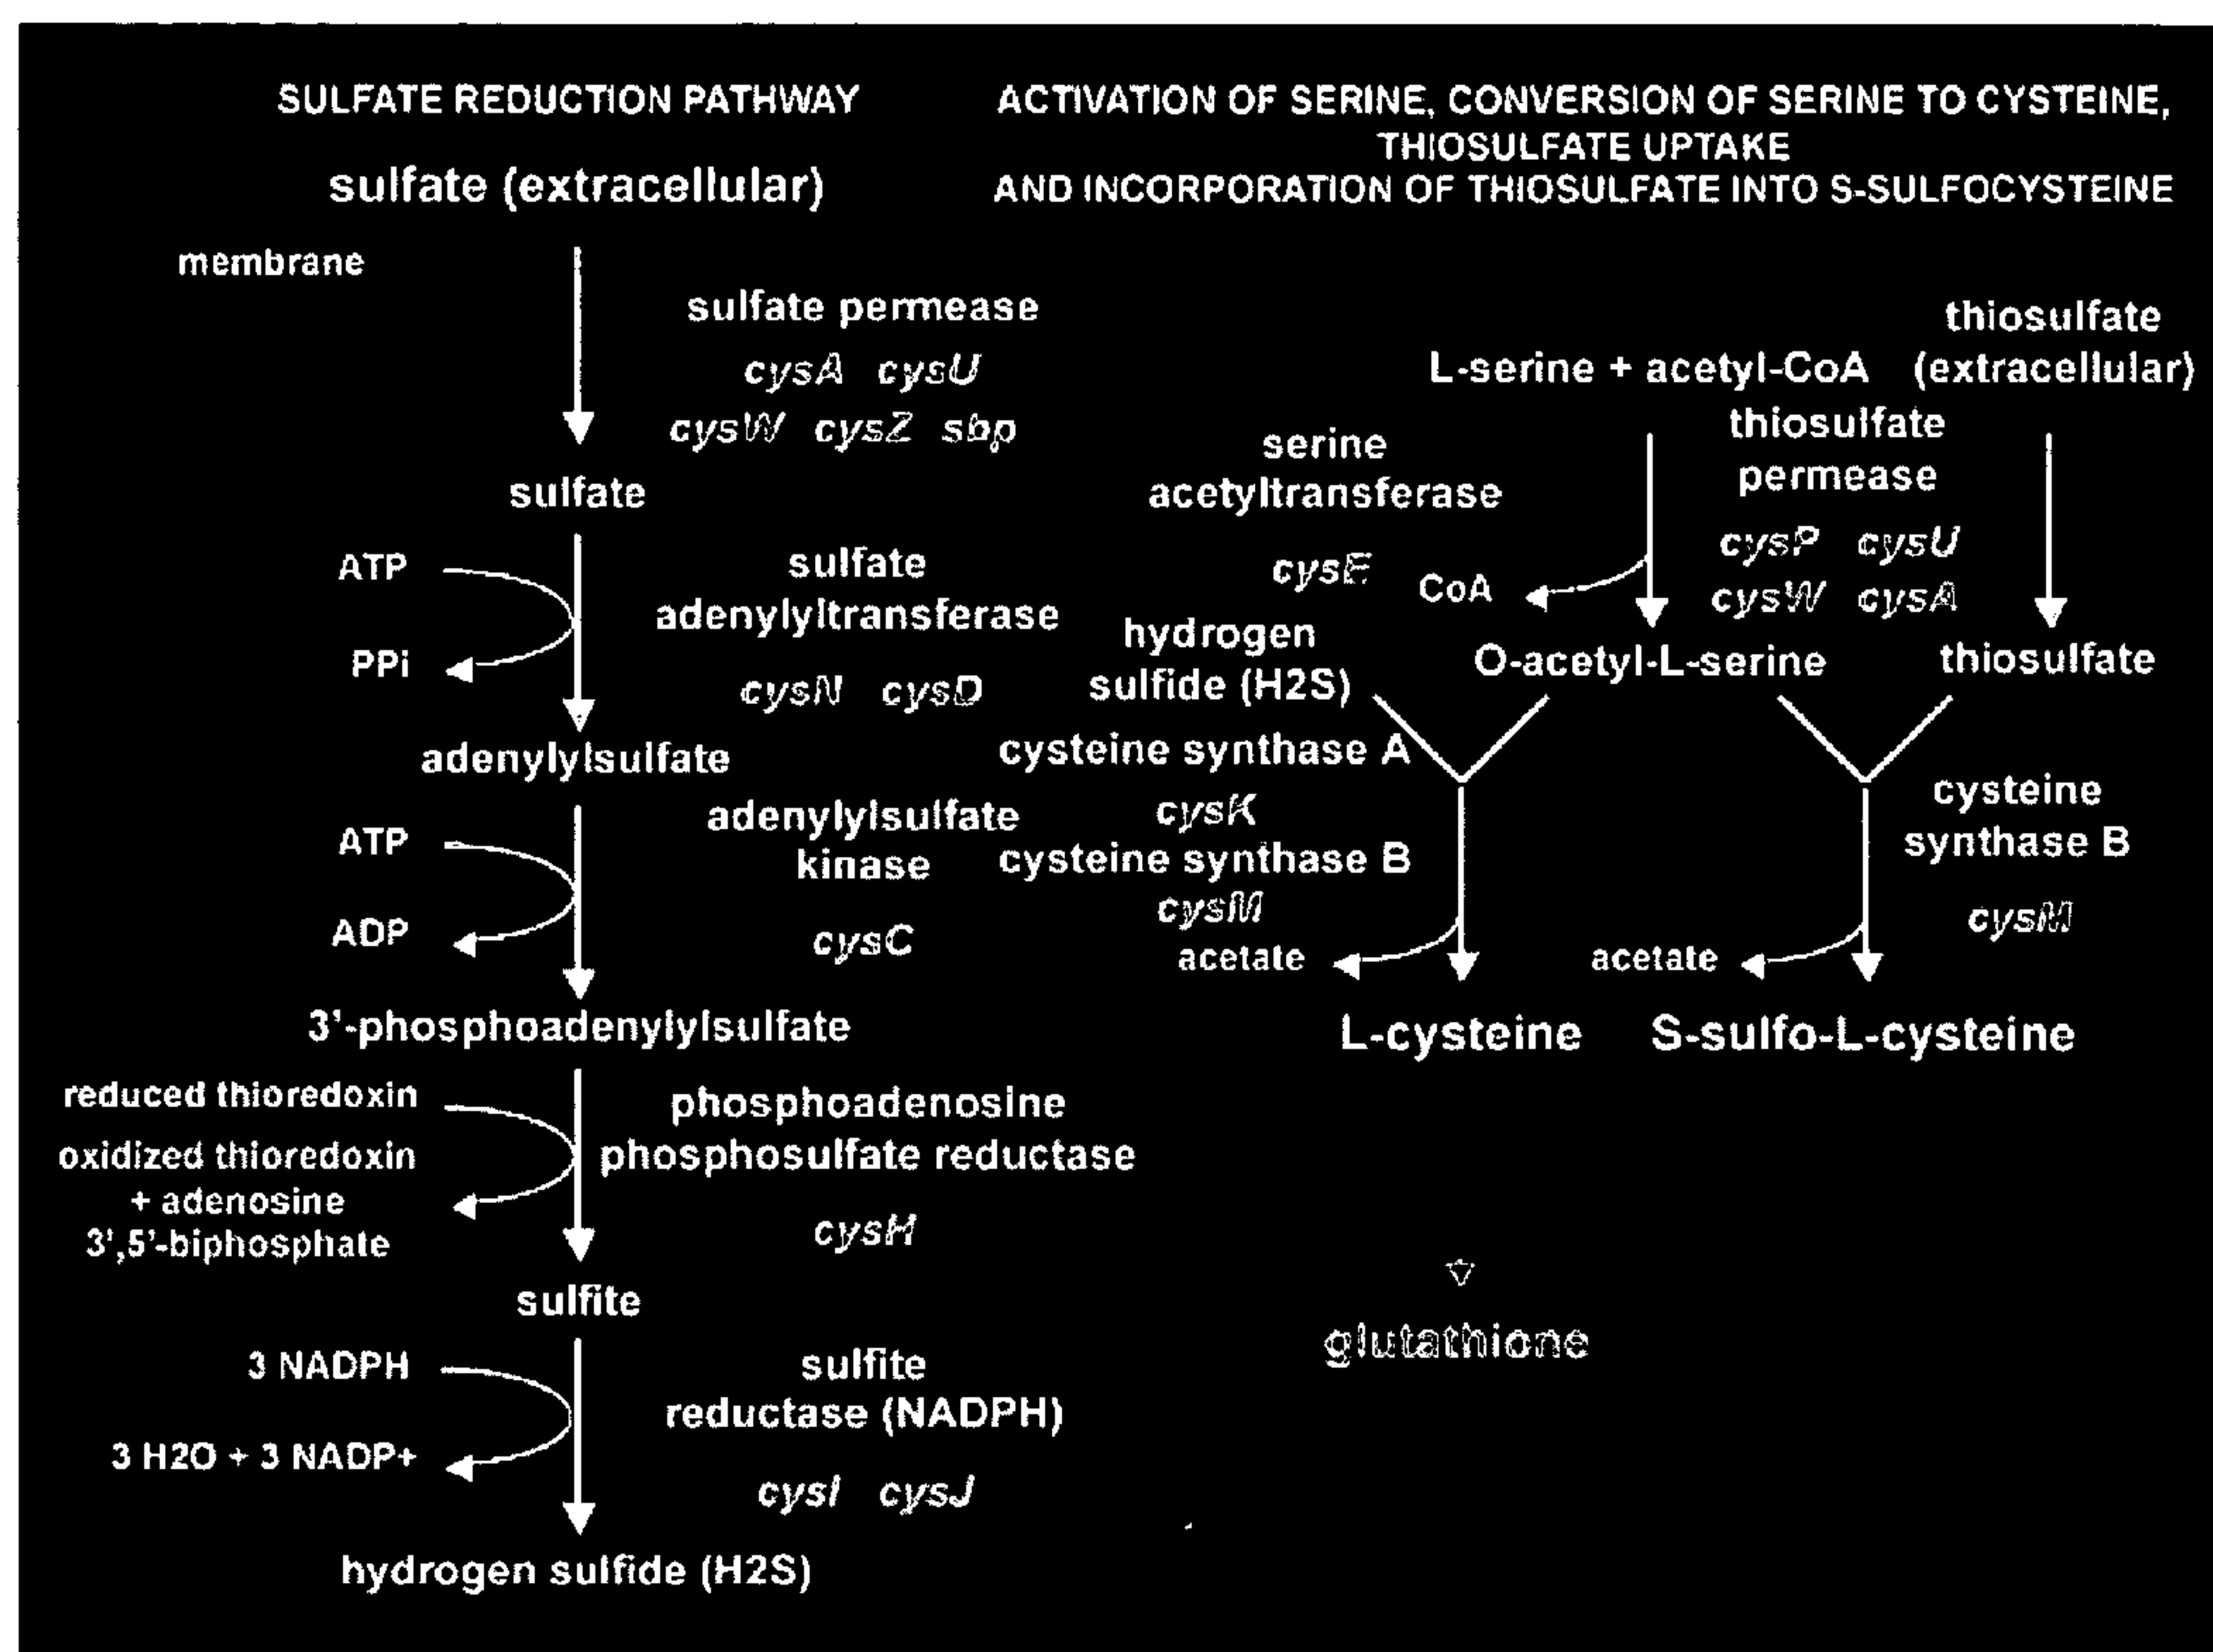 SULFATE REDUCTION PATHWAY
sulfate (extracellular)
membrane
sulfate permease
cysA cysU
cysW cysZ sbp
sulfate
ATP
PPi
sulfate
adenylyltransferase
cysN cysD
adenylylsulfate
ATP
ADP
adenylylsulfate
kinase
cysC
3'-phosphoadenylylsulfate
reduced thioredoxin
oxidized thioredoxin
+ adenosine
3',5'-biphosphate
phosphoadenosine
phosphosulfate reductase
cysH
sulfite
3 NADPH
3 H2O + 3 NADP+
sulfite
reductase (NADPH)
cysI cysJ
hydrogen sulfide (H2S)
ACTIVATION OF SERINE, CONVERSION OF SERINE TO CYSTEINE,
THIOSULFATE UPTAKE
AND INCORPORATION OF THIOSULFATE INTO S-SULFOCYSTEINE
thiosulfate
(extracellular)
L-serine + acetyl-CoA
serine
acetyltransferase
cysE
CoA
thiosulfate
permease
cysP cysU
cysW cysA
hydrogen
sulfide (H2S)
O-acetyl-L-serine
thiosulfate
cysteine synthase A
cysK
cysteine synthase B
cysM
acetate
cysteine
synthase B
cysM
acetate
L-cysteine
S-sulfo-L-cysteine
glutathione